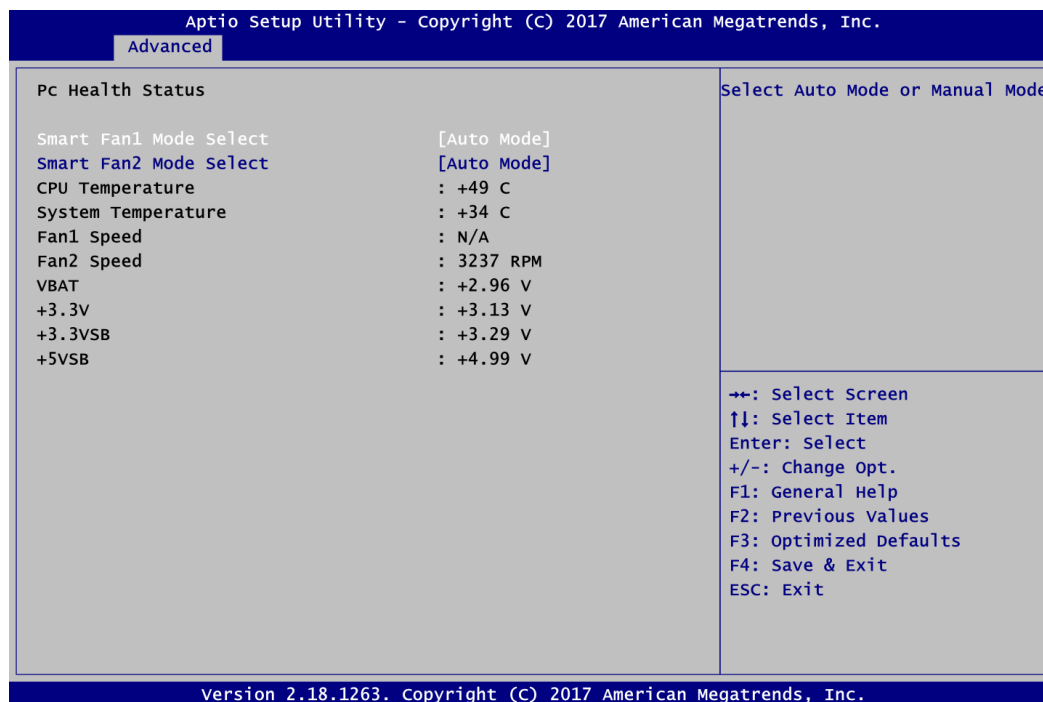 Aptio Setup Utility - Copyright (C) 2017 American Megatrends, Inc.
Advanced
Pc Health Status
Smart Fan1 Mode Select [Auto Mode]
Smart Fan2 Mode Select [Auto Mode]
CPU Temperature : +49 C
System Temperature : +34 C
Fan1 Speed : N/A
Fan2 Speed : 3237 RPM
VBAT : +2.96 V
+3.3V : +3.13 V
+3.3VSB : +3.29 V
+5VSB : +4.99 V
Select Auto Mode or Manual Mode
→←: Select Screen
↑↓: Select Item
Enter: Select
+/-: Change Opt.
F1: General Help
F2: Previous Values
F3: Optimized Defaults
F4: Save & Exit
ESC: Exit
Version 2.18.1263. Copyright (C) 2017 American Megatrends, Inc.